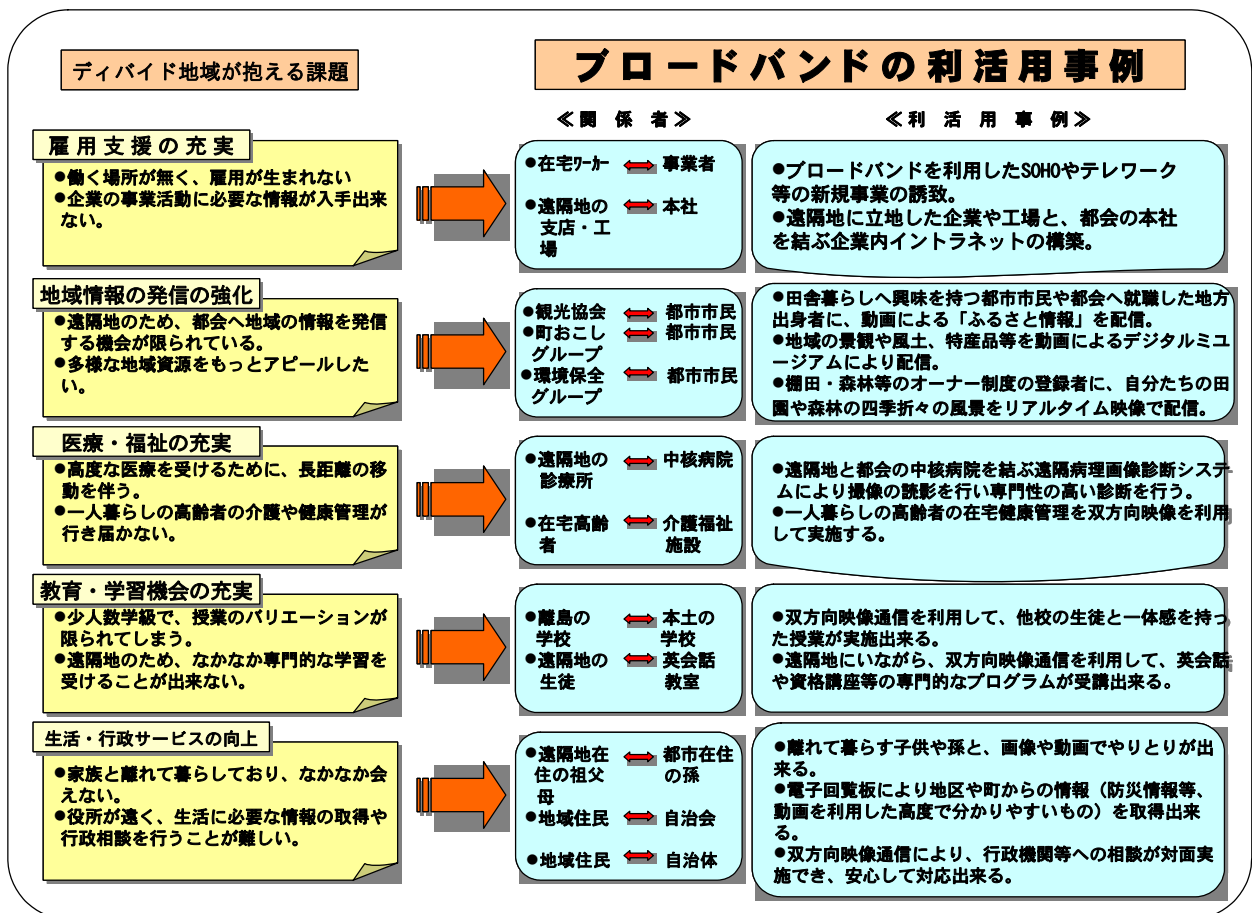 ディバイド地域が抱える課題
ブロードバンドの利活用事例
≪関係者≫
≪利活用事例≫
雇用支援の充実
●働く場所が無く、雇用が生まれない
●企業の事業活動に必要な情報が入手出来
ない。
●在宅ワーカー 事業者
●遠隔地の 本社
支店・工
場
●ブロードバンドを利用したSOHOやテレワーク
等の新規事業の誘致。
●遠隔地に立地した企業や工場と、都会の本社
を結ぶ企業内イントラネットの構築。
地域情報の発信の強化
●遠隔地のため、都会へ地域の情報を発信
する機会が限られている。
●多様な地域資源をもっとアピールした
い。
●観光協会 都市市民
●町おこし 都市市民
グループ
●環境保全 都市市民
グループ
●田舎暮らしへ興味を持つ都市市民や都会へ就職した地方
出身者に、動画による「ふるさと情報」を配信。
●地域の景観や風土、特産品等を動画によるデジタルミュ
ージアムにより配信。
●棚田・森林等のオーナー制度の登録者に、自分たちの田
園や森林の四季折々の風景をリアルタイム映像で配信。
医療・福祉の充実
●高度な医療を受けるために、長距離の移
動を伴う。
●一人暮らしの高齢者の介護や健康管理が
行き届かない。
●遠隔地の 中核病院
診療所
●在宅高齢 介護福祉
者 施設
●遠隔地と都会の中核病院を結ぶ遠隔病理画像診断システ
ムにより撮像の読影を行い専門性の高い診断を行う。
●一人暮らしの高齢者の在宅健康管理を双方向映像を利用
して実施する。
教育・学習機会の充実
●少人数学級で、授業のバリエーションが
限られてしまう。
●遠隔地のため、なかなか専門的な学習を
受けることが出来ない。
●離島の 本土の
学校 学校
●遠隔地の 英会話
生徒 教室
●双方向映像通信を利用して、他校の生徒と一体感を持っ
た授業が実施出来る。
●遠隔地にいながら、双方向映像通信を利用して、英会話
や資格講座等の専門的なプログラムが受講出来る。
生活・行政サービスの向上
●家族と離れて暮らしており、なかなか会
えない。
●役所が遠く、生活に必要な情報の取得や
行政相談を行うことが難しい。
●遠隔地在 都市在住
住の祖父 の孫
母
●地域住民 自治会
●地域住民 自治体
●離れて暮らす子供や孫と、画像や動画でやりとりが出
来る。
●電子回覧板により地区や町からの情報（防災情報等、
動画を利用した高度で分かりやすいもの）を取得出来
る。
●双方向映像通信により、行政機関等への相談が対面実
施でき、安心して対応出来る。